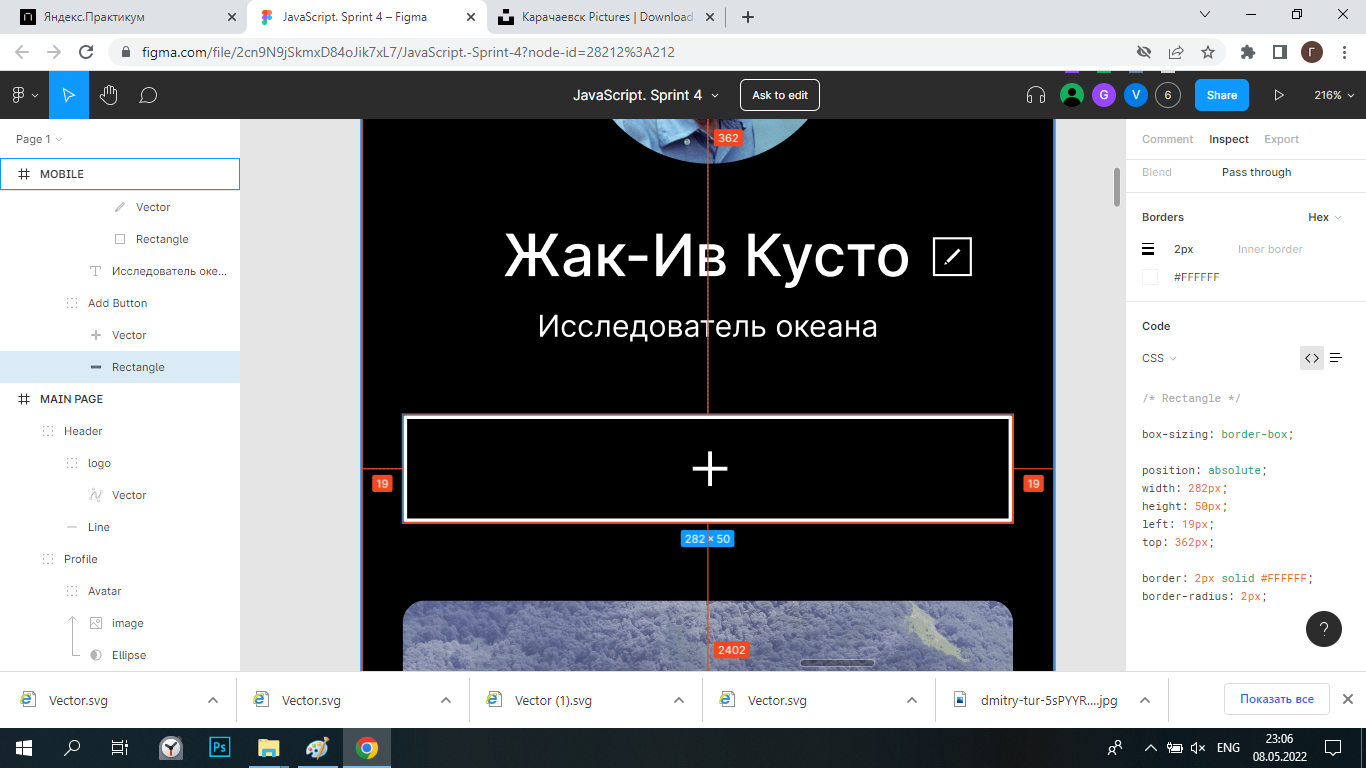 Яндекс.Практикум
JavaScript. Sprint 4 – Figma
Карачаевск Pictures | Download
figma.com/file/2cn9N9jSkmxD84oJik7xL7/JavaScript.-Sprint-4?node-id=28212%3A212
Г
JavaScript. Sprint 4
Ask to edit
G
V
6
Share
216%
Page 1
MOBILE
Vector
Rectangle
Исследователь оке...
Add Button
Vector
Rectangle
MAIN PAGE
Header
logo
Vector
Line
Profile
Avatar
image
Ellipse
362
Жак-Ив Кусто
Исследователь океана
19
19
282 × 50
2402
Comment Inspect Export
Blend Pass through
Borders Hex
2px Inner border
#FFFFFF
Code
CSS
/* Rectangle */
box-sizing: border-box;
position: absolute;
width: 282px;
height: 50px;
left: 19px;
top: 362px;
border: 2px solid #FFFFFF;
border-radius: 2px;
?
Vector.svg
Vector.svg
Vector (1).svg
Vector.svg
dmitry-tur-5sPYYR....jpg
Показать все
Ps
ENG
23:06
08.05.2022